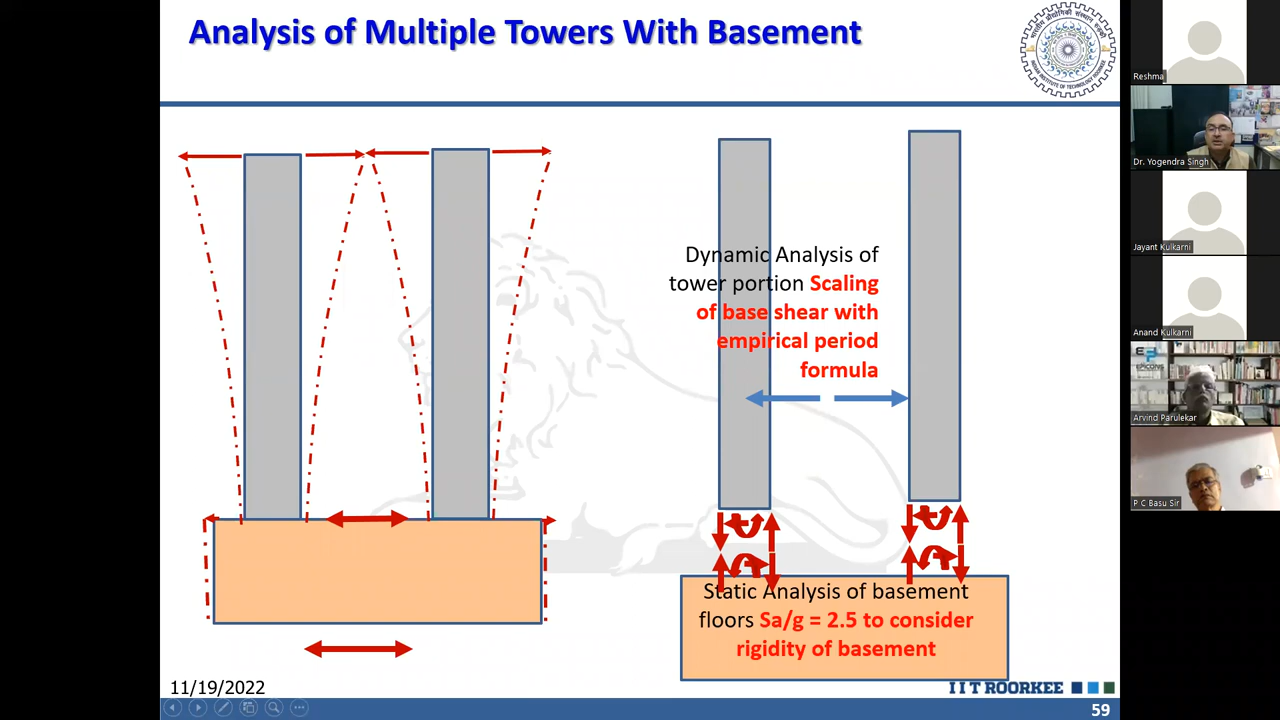 Analysis of Multiple Towers With Basement
Dynamic Analysis of
tower portion Scaling
of base shear with
empirical period
formula
Static Analysis of basement
floors Sa/g = 2.5 to consider
rigidity of basement
11/19/2022
I I T ROORKEE
59
Reshma
Dr. Yogendra Singh
Jayant Kulkarni
Anand Kulkarni
Arvind Parulekar
P C Basu Sir